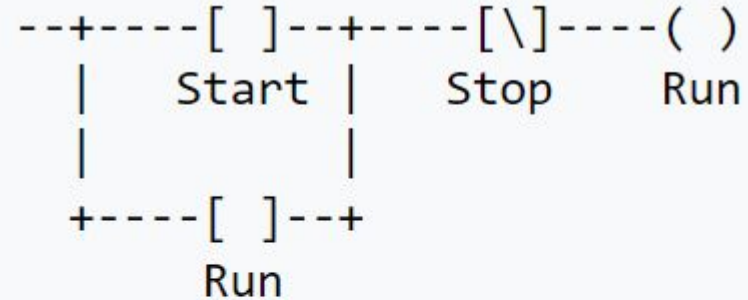 --+----[ ]--+----[\]----( )
  |   Start |   Stop    Run
  |         |
  +----[ ]--+
       Run